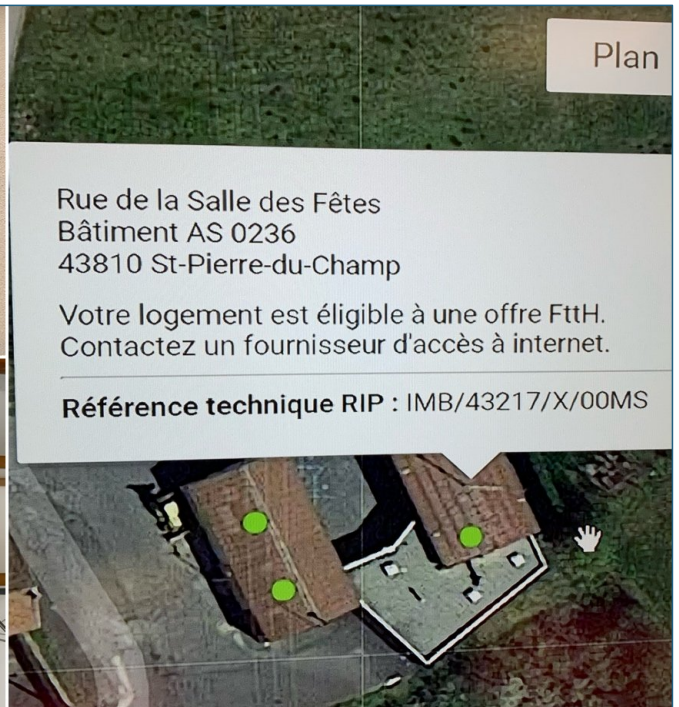 Plan
Rue de la Salle des Fêtes
Bâtiment AS 0236
43810 St-Pierre-du-Champ
Votre logement est éligible à une offre FttH.
Contactez un fournisseur d'accès à internet.
Référence technique RIP : IMB/43217/X/00MS